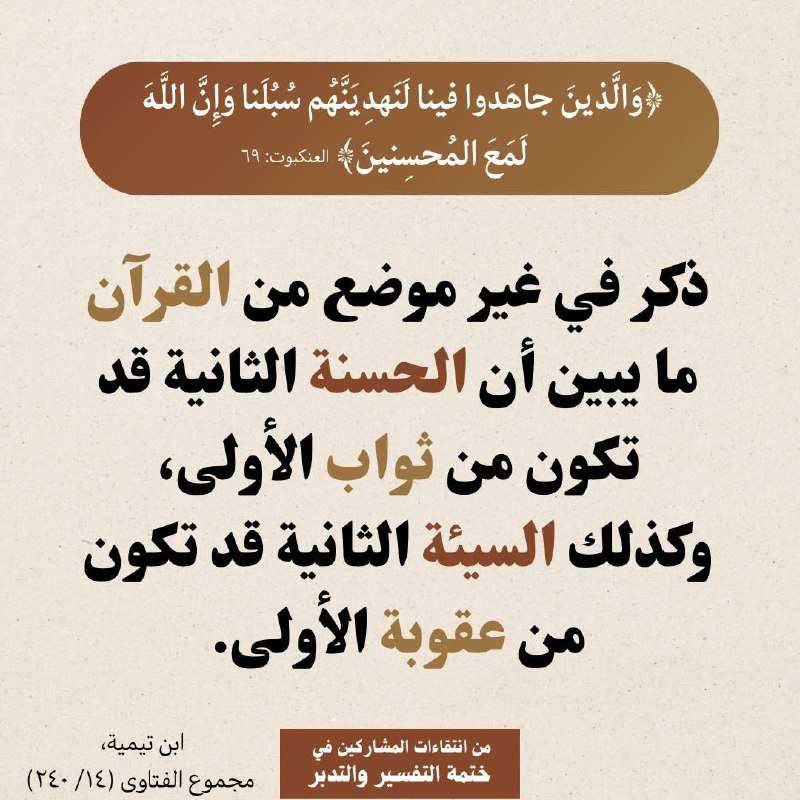 ﴿وَالَّذينَ جاهَدوا فينا لَنَهدِيَنَّهُم سُبُلَنا وَإِنَّ اللَّهَ
لَمَعَ المُحسِنينَ﴾ العنكبوت: ٦٩
ذكر في غير موضع من القرآن
ما يبين أن الحسنة الثانية قد
تكون من ثواب الأولى،
وكذلك السيئة الثانية قد تكون
من عقوبة الأولى.
من انتقاءات المشاركين في
ختمة التفسير والتدبر
ابن تيمية،
مجموع الفتاوى (١٤/ ٢٤٠)